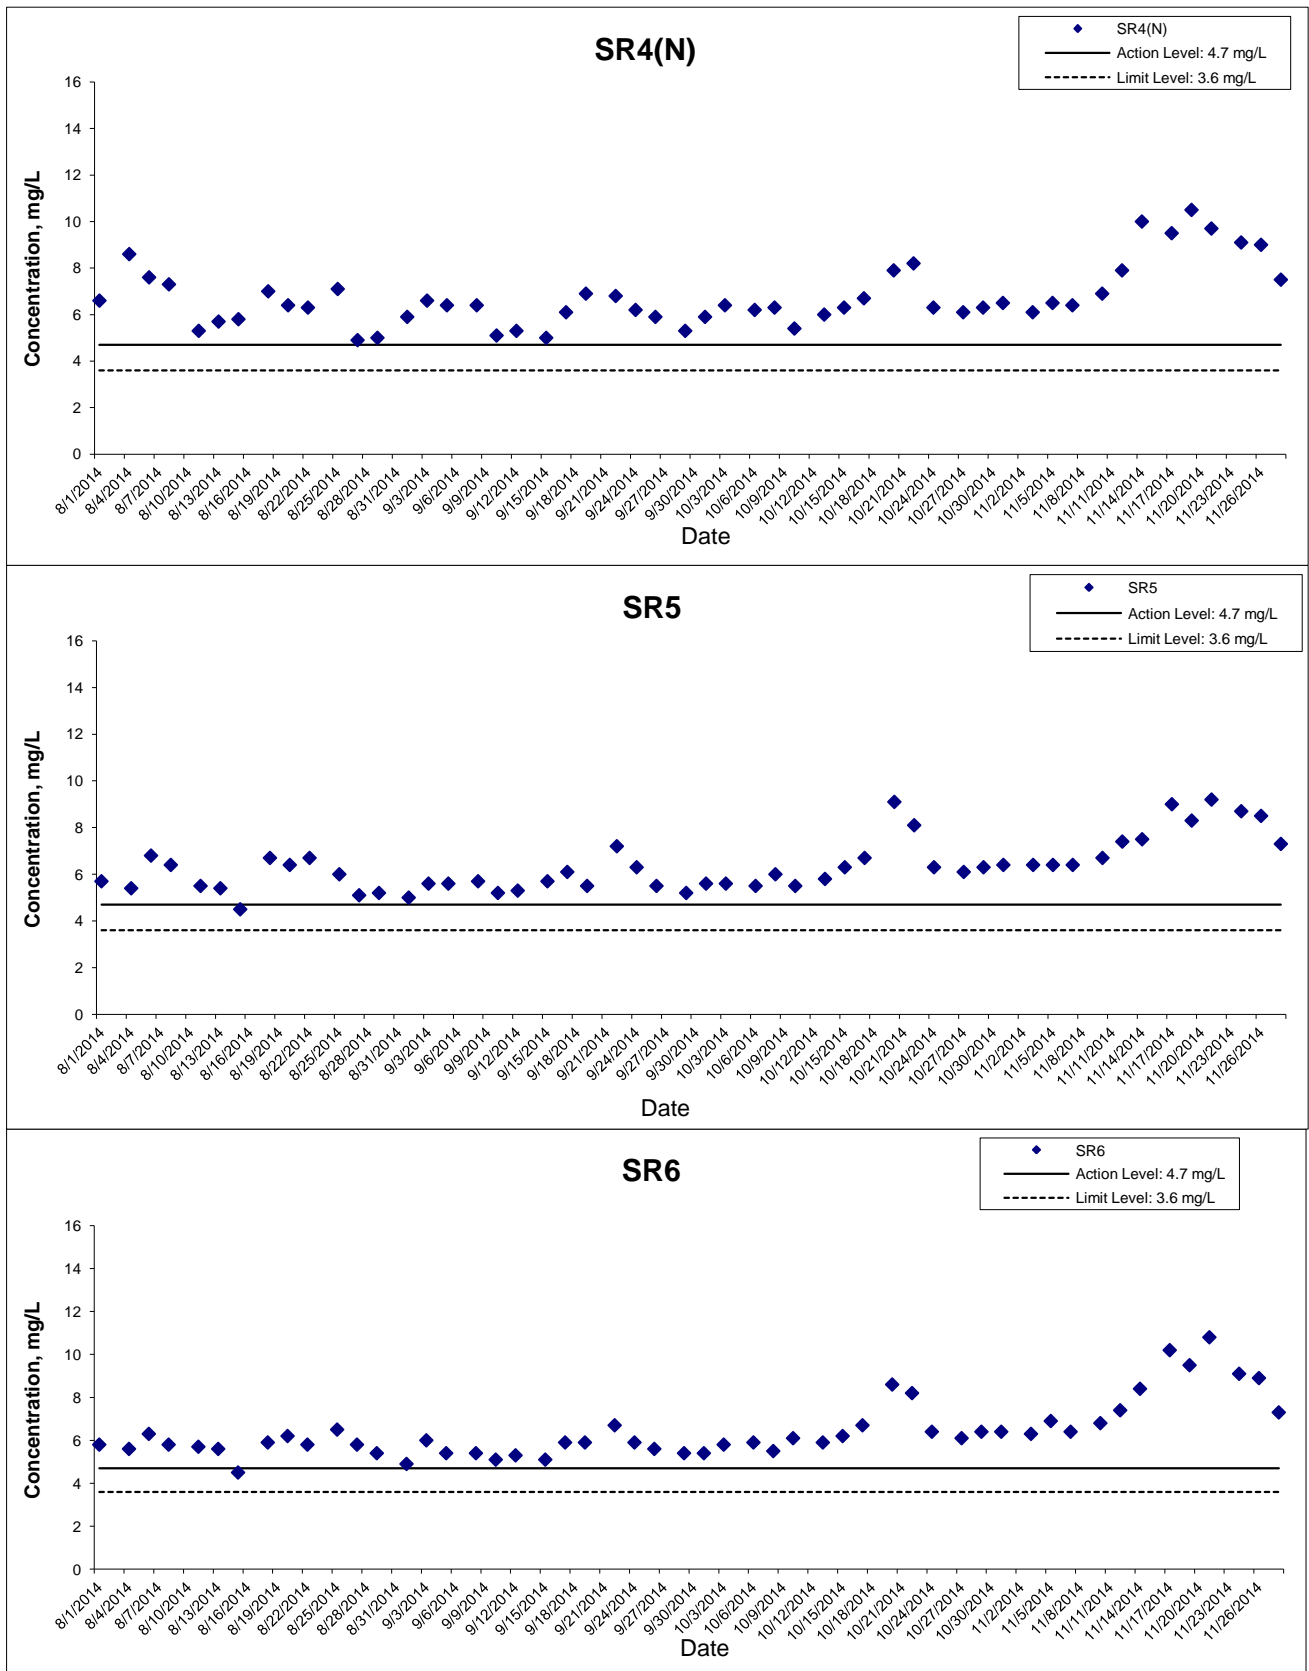 SR4(N)
SR4(N)
Action Level: 4.7 mg/L
Limit Level: 3.6 mg/L
Concentration, mg/L
16
14
12
10
8
6
4
2
0
8/1/2014 8/4/2014 8/7/2014 8/10/2014 8/13/2014 8/16/2014 8/19/2014 8/22/2014 8/25/2014 8/28/2014 8/31/2014 9/3/2014 9/6/2014 9/9/2014 9/12/2014 9/15/2014 9/18/2014 9/21/2014 9/24/2014 9/27/2014 9/30/2014 10/3/2014 10/6/2014 10/9/2014 10/12/2014 10/15/2014 10/18/2014 10/21/2014 10/24/2014 10/27/2014 10/30/2014 11/2/2014 11/5/2014 11/8/2014 11/11/2014 11/14/2014 11/17/2014 11/20/2014 11/23/2014 11/26/2014
Date
SR5
SR5
Action Level: 4.7 mg/L
Limit Level: 3.6 mg/L
Concentration, mg/L
16
14
12
10
8
6
4
2
0
8/1/2014 8/4/2014 8/7/2014 8/10/2014 8/13/2014 8/16/2014 8/19/2014 8/22/2014 8/25/2014 8/28/2014 8/31/2014 9/3/2014 9/6/2014 9/9/2014 9/12/2014 9/15/2014 9/18/2014 9/21/2014 9/24/2014 9/27/2014 9/30/2014 10/3/2014 10/6/2014 10/9/2014 10/12/2014 10/15/2014 10/18/2014 10/21/2014 10/24/2014 10/27/2014 10/30/2014 11/2/2014 11/5/2014 11/8/2014 11/11/2014 11/14/2014 11/17/2014 11/20/2014 11/23/2014 11/26/2014
Date
SR6
SR6
Action Level: 4.7 mg/L
Limit Level: 3.6 mg/L
Concentration, mg/L
16
14
12
10
8
6
4
2
0
8/1/2014 8/4/2014 8/7/2014 8/10/2014 8/13/2014 8/16/2014 8/19/2014 8/22/2014 8/25/2014 8/28/2014 8/31/2014 9/3/2014 9/6/2014 9/9/2014 9/12/2014 9/15/2014 9/18/2014 9/21/2014 9/24/2014 9/27/2014 9/30/2014 10/3/2014 10/6/2014 10/9/2014 10/12/2014 10/15/2014 10/18/2014 10/21/2014 10/24/2014 10/27/2014 10/30/2014 11/2/2014 11/5/2014 11/8/2014 11/11/2014 11/14/2014 11/17/2014 11/20/2014 11/23/2014 11/26/2014
Date